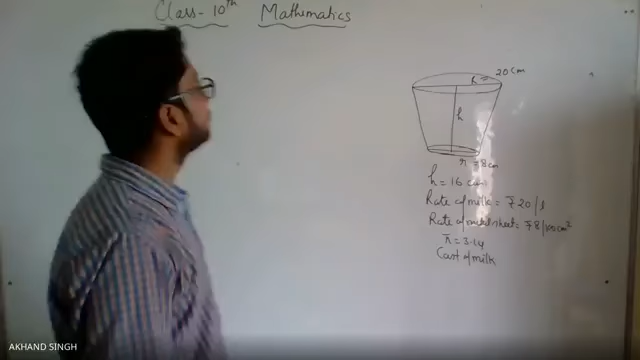 Class-10th Mathematics
R = 20 cm
h
r = 8 cm
h = 16 cm
Rate of milk = ₹ 20/l
Rate of metal sheet = ₹ 8/100 cm²
π = 3.14
Cost of milk
AKHAND SINGH